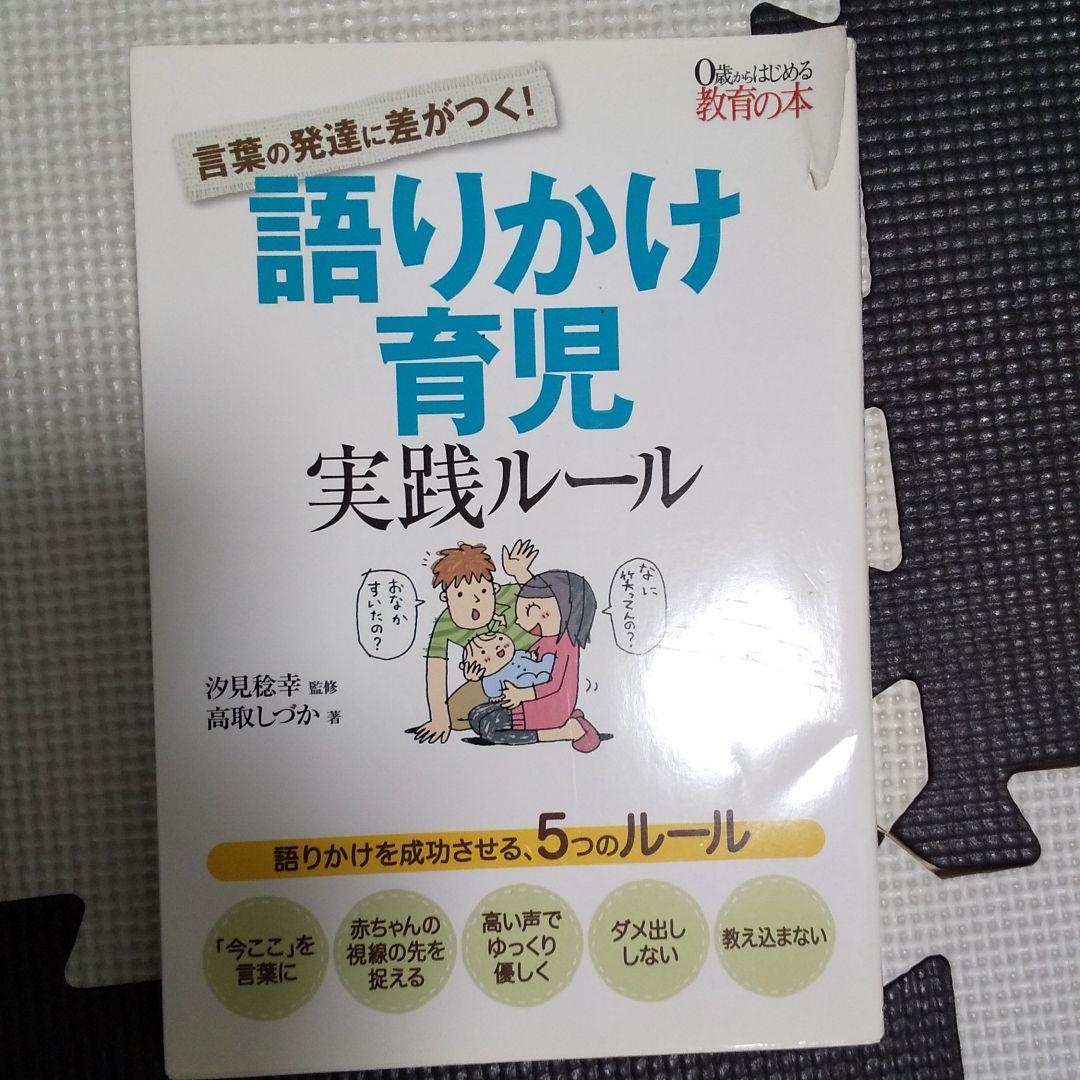 0歳からはじめる
教育の本
言葉の発達に差がつく!
語りかけ
育児
実践ルール
おなか
すいたの?
なに
笑ってんの?
汐見稔幸 監修
高取しづか 著
語りかけを成功させる、5つのルール
「今ここ」を
言葉に
赤ちゃんの
視線の先を
捉える
高い声で
ゆっくり
優しく
ダメ出し
しない
教え込まない